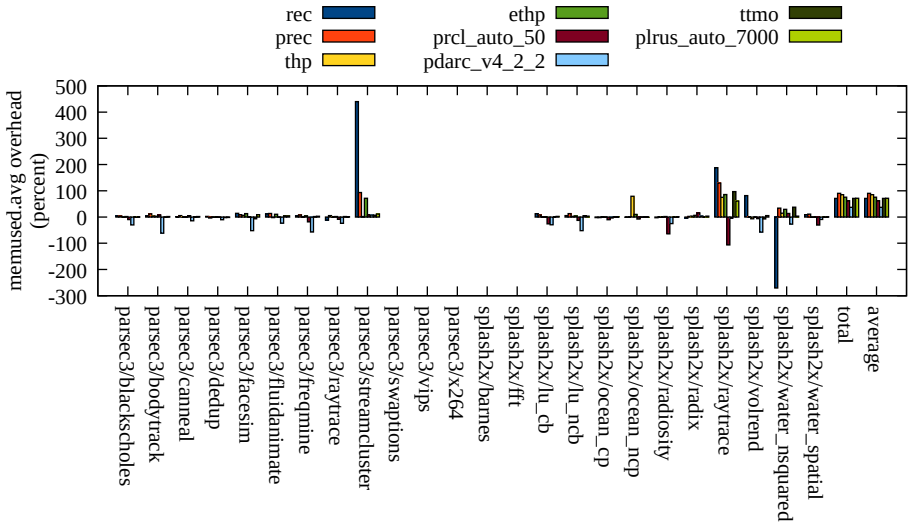 rec
prec
thp
ethp
prcl_auto_50
pdarc_v4_2_2
ttmo
plrus_auto_7000
memused.avg overhead
(percent)
500
400
300
200
100
0
-100
-200
-300
parsec3/blackscholes
parsec3/bodytrack
parsec3/canneal
parsec3/dedup
parsec3/facesim
parsec3/fluidanimate
parsec3/freqmine
parsec3/raytrace
parsec3/streamcluster
parsec3/swaptions
parsec3/vips
parsec3/x264
splash2x/barnes
splash2x/fft
splash2x/lu_cb
splash2x/lu_ncb
splash2x/ocean_cp
splash2x/ocean_ncp
splash2x/radiosity
splash2x/radix
splash2x/raytrace
splash2x/volrend
splash2x/water_nsquared
splash2x/water_spatial
total
average